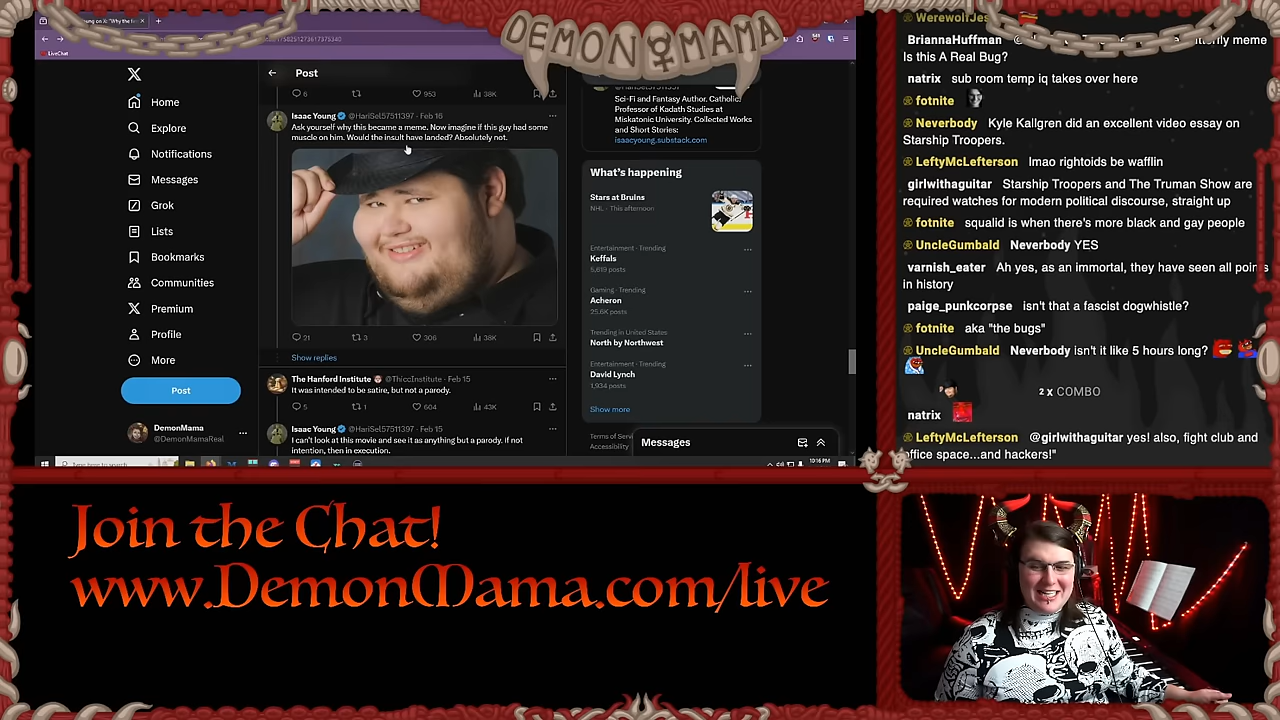 DEMON MAMA
LiveChat
Home
Explore
Notifications
Messages
Grok
Lists
Bookmarks
Communities
Premium
Profile
More
Post
DemonMama
@DemonMamaReal
Post
6
953
38K
Isaac Young @HariSel57511397 · Feb 16
Ask yourself why this became a meme. Now imagine if this guy had some
muscle on him. Would the insult have landed? Absolutely not.
21
3
306
38K
Show replies
The Hanford Institute @ThiccInstitute · Feb 15
It was intended to be satire, but not a parody.
5
1
604
43K
Isaac Young @HariSel57511397 · Feb 15
I can't look at this movie and see it as anything but a parody. If not
intention, then in execution.
Sci-Fi and Fantasy Author. Catholic.
Professor of Kadath Studies at
Miskatonic University. Collected Works
and Short Stories:
isaacyoung.substack.com
What's happening
Stars at Bruins
NHL · This afternoon
Entertainment · Trending
Keffals
5,619 posts
Gaming · Trending
Acheron
25.6K posts
Trending in United States
North by Northwest
Entertainment · Trending
David Lynch
1,934 posts
Show more
Terms of Serv
Accessibility
Messages
Type here to search
10:16 PM
WerewolfJes
BriannaHuffman
meme
Is this A Real Bug?
natrix sub room temp iq takes over here
fotnite
Neverbody Kyle Kallgren did an excellent video essay on
Starship Troopers.
LeftyMcLefterson lmao rightoids be wafflin
girlwithaguitar Starship Troopers and The Truman Show are
required watches for modern political discourse, straight up
fotnite squalid is when there's more black and gay people
UncleGumbald Neverbody YES
varnish_eater Ah yes, as an immortal, they have seen all points
in history
paige_punkcorpse isn't that a fascist dogwhistle?
fotnite aka "the bugs"
UncleGumbald Neverbody isn't it like 5 hours long?
2 x COMBO
natrix
LeftyMcLefterson girlwithaguitar yes! also, fight club and
office space...and hackers!"
Join the Chat!
www.DemonMama.com/live